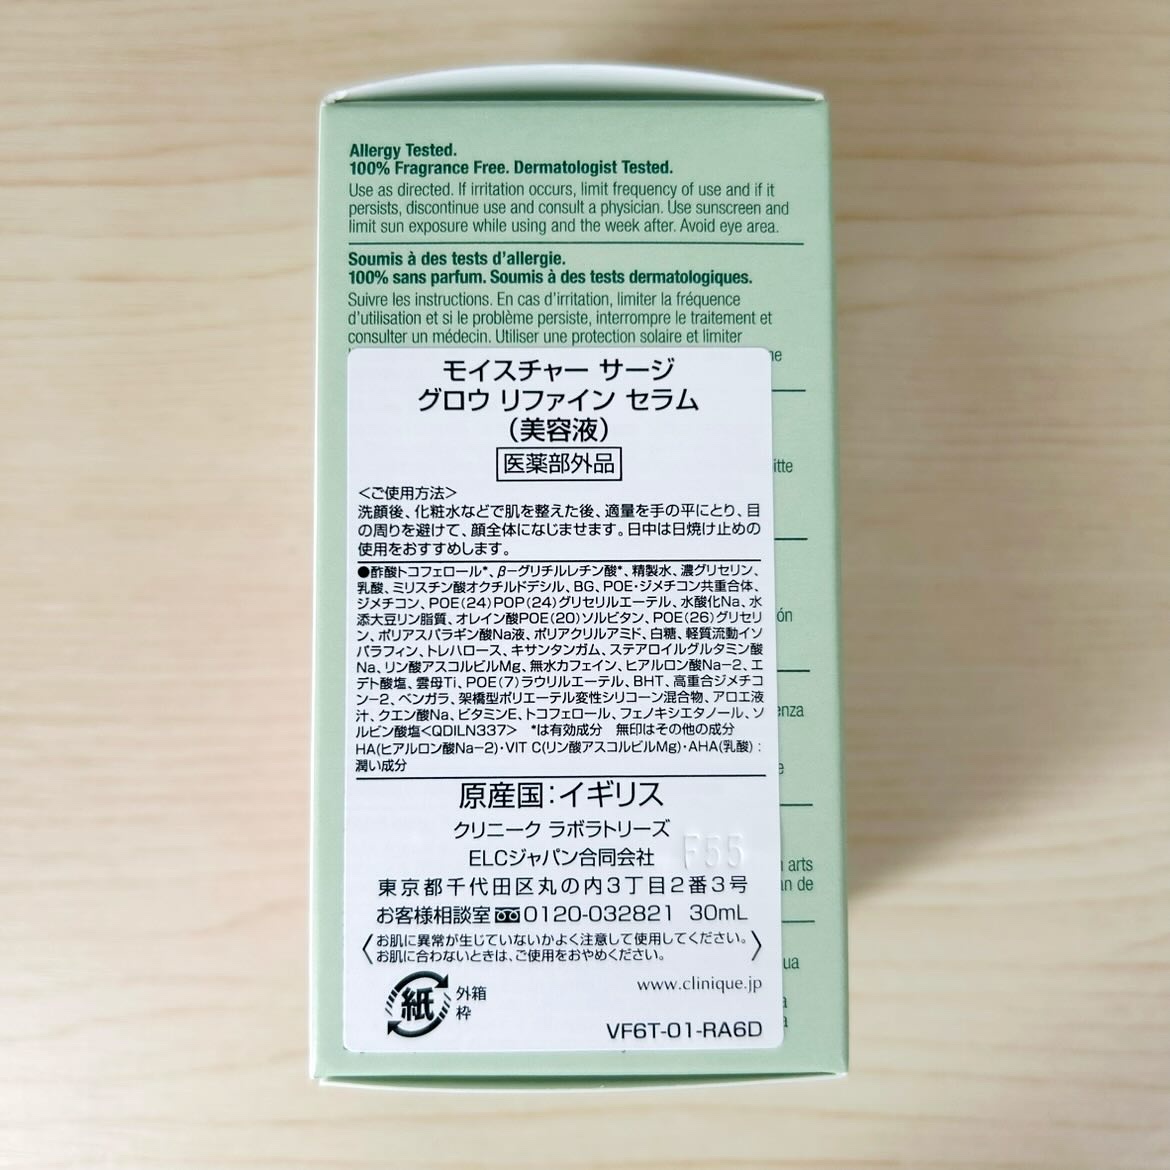 Allergy Tested.
100% Fragrance Free. Dermatologist Tested.
Use as directed. If irritation occurs, limit frequency of use and if it
persists, discontinue use and consult a physician. Use sunscreen and
limit sun exposure while using and the week after. Avoid eye area.
Soumis à des tests d'allergie.
100% sans parfum. Soumis à des tests dermatologiques.
Suivre les instructions. En cas d'irritation, limiter la fréquence
d'utilisation et si le problème persiste, interrompre le traitement et
consulter un médecin. Utiliser une protection solaire et limiter
モイスチャー サージ
グロウ リファイン セラム
(美容液)
医薬部外品
<ご使用方法>
洗顔後、化粧水などで肌を整えた後、適量を手の平にとり、目
の周りを避けて、顔全体になじませます。日中は日焼け止めの
使用をおすすめします。
●酢酸トコフェロール*、β-グリチルレチン酸*、精製水、濃グリセリン、
乳酸、ミリスチン酸オクチルドデシル、BG、POE・ジメチコン共重合体、
ジメチコン、POE(24)POP(24)グリセリルエーテル、水酸化Na、水
添大豆リン脂質、オレイン酸POE(20)ソルビタン、POE(26)グリセリ
ン、ポリアスパラギン酸Na液、ポリアクリルアミド、白糖、軽質流動イソ
パラフィン、トレハロース、キサンタンガム、ステアロイルグルタミン酸
Na、リン酸アスコルビルMg、無水カフェイン、ヒアルロン酸Na-2、エ
デト酸塩、雲母Ti、POE(7)ラウリルエーテル、BHT、高重合ジメチコ
ン-2、ベンガラ、架橋型ポリエーテル変性シリコーン混合物、アロエ液
汁、クエン酸Na、ビタミンE、トコフェロール、フェノキシエタノール、ソ
ルビン酸塩<QDILN337> *は有効成分 無印はその他の成分
HA(ヒアルロン酸Na-2)・VIT C(リン酸アスコルビルMg)・AHA(乳酸):
潤い成分
原産国:イギリス
クリニーク ラボラトリーズ
ELCジャパン合同会社
F55
東京都千代田区丸の内3丁目2番3号
お客様相談室 0120-032821 30mL
〈お肌に異常が生じていないかよく注意して使用してください。
お肌に合わないときは、ご使用をおやめください。〉
紙
外箱
枠
www.clinique.jp
VF6T-01-RA6D